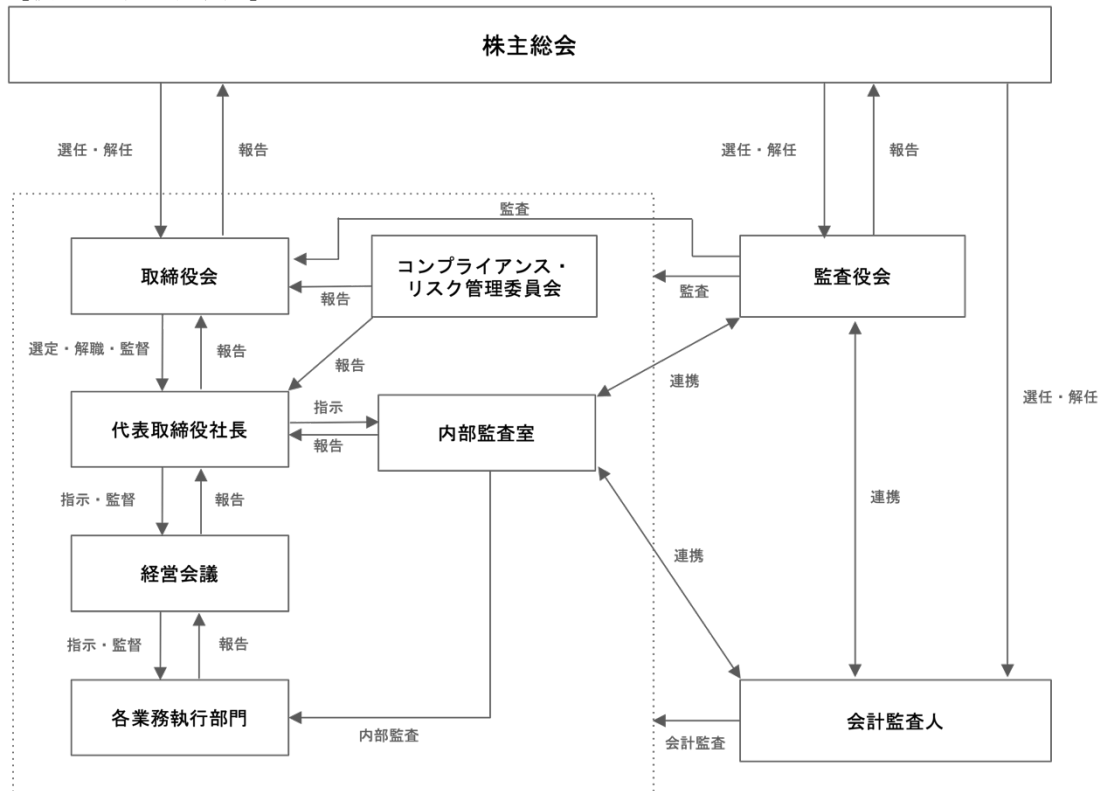 株主総会
選任・解任
報告
選任・解任
報告
監査
取締役会
コンプライアンス・
リスク管理委員会
監査役会
報告
監査
選定・解職・監督
報告
報告
連携
代表取締役社長
指示
報告
内部監査室
選任・解任
指示・監督
報告
連携
連携
経営会議
指示・監督
報告
各業務執行部門
内部監査
会計監査
会計監査人